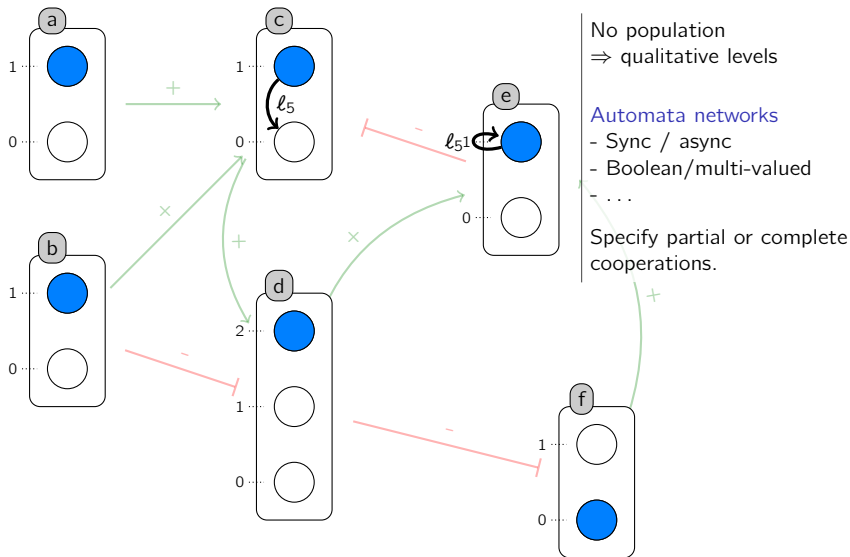 a
1
0
b
1
0
c
1
0
ℓ5
d
2
1
0
e
ℓ5 1
0
f
1
0
+
×
+
×
-
-
-
+
No population
⇒ qualitative levels
Automata networks
- Sync / async
- Boolean/multi-valued
- . . .
Specify partial or complete
cooperations.